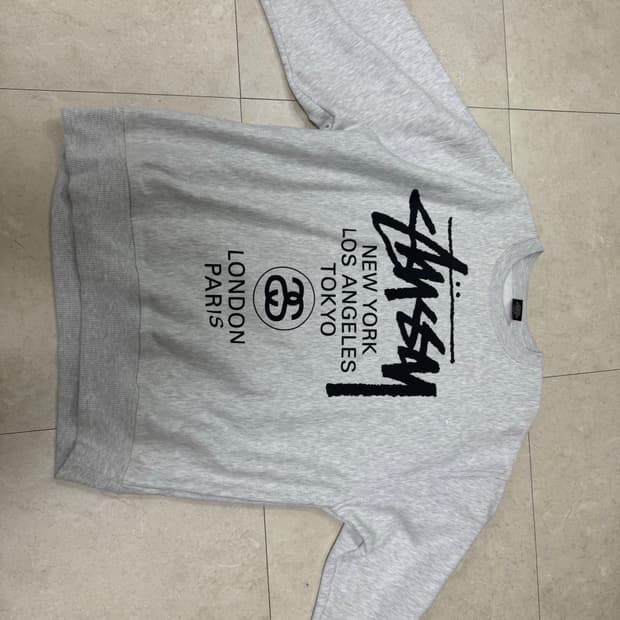 STÜSSY
NEW YORK
LOS ANGELES
TOKYO
LONDON
PARIS